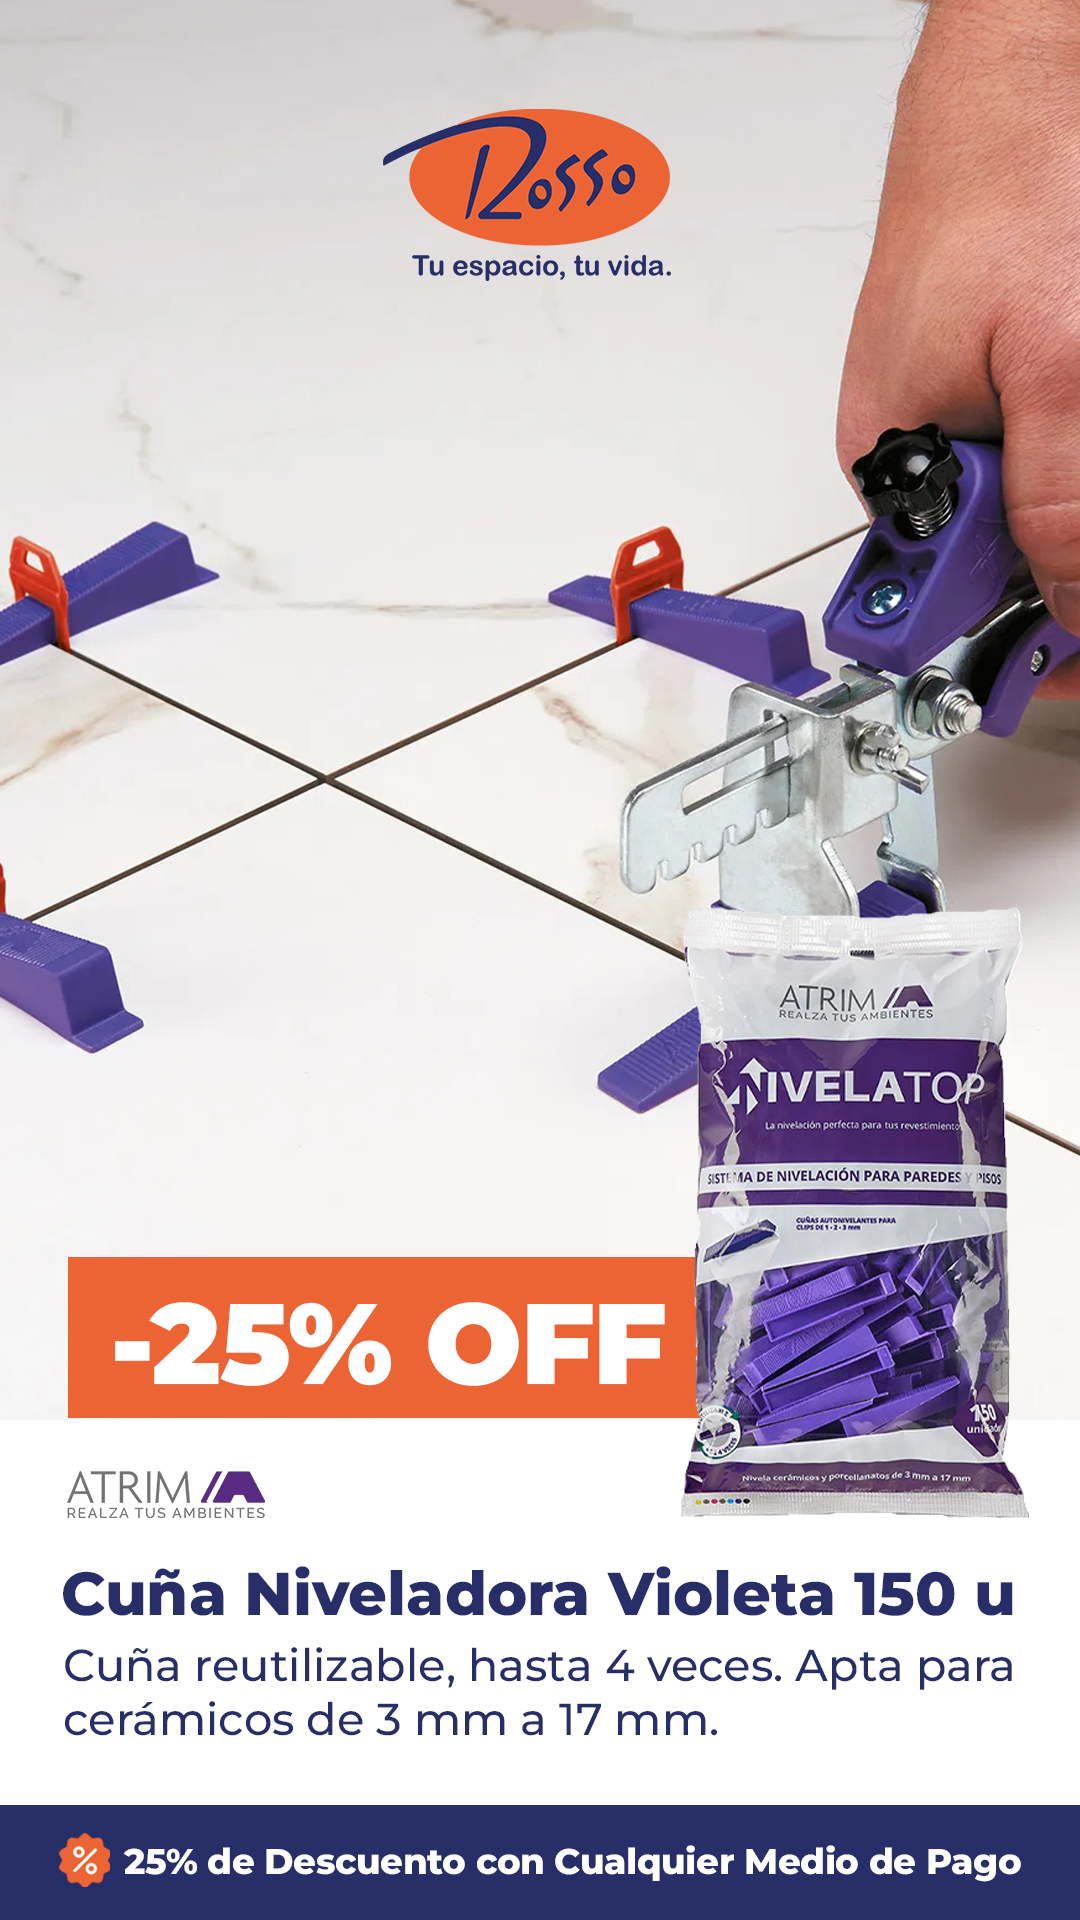 Rosso
Tu espacio, tu vida.
ATRIM
REALZA TUS AMBIENTES
NIVELATOP
La nivelación perfecta para tus revestimientos
SISTEMA DE NIVELACIÓN PARA PAREDES Y PISOS
CUÑAS AUTONIVELANTES PARA
CLIPS DE 1 - 2 - 3 mm
-25% OFF
150
unidades
4 VECES
Nivela cerámicos y porcellanatos de 3 mm a 17 mm
ATRIM
REALZA TUS AMBIENTES
Cuña Niveladora Violeta 150 u
Cuña reutilizable, hasta 4 veces. Apta para
cerámicos de 3 mm a 17 mm.
% 25% de Descuento con Cualquier Medio de Pago